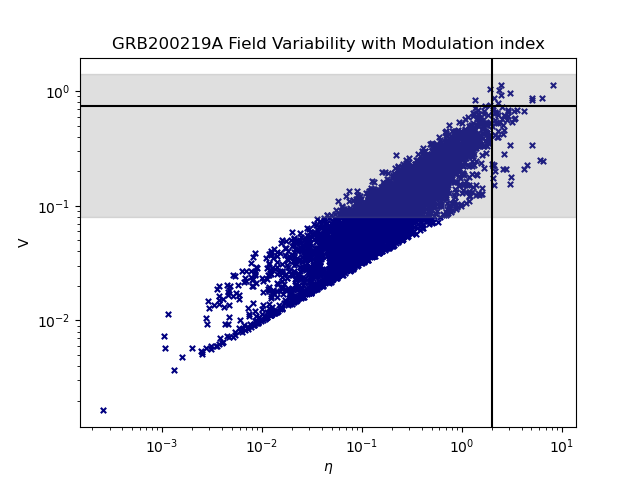 GRB200219A Field Variability with Modulation index
V
10⁰
10⁻¹
10⁻²
10⁻³
10⁻²
10⁻¹
10⁰
10¹
η